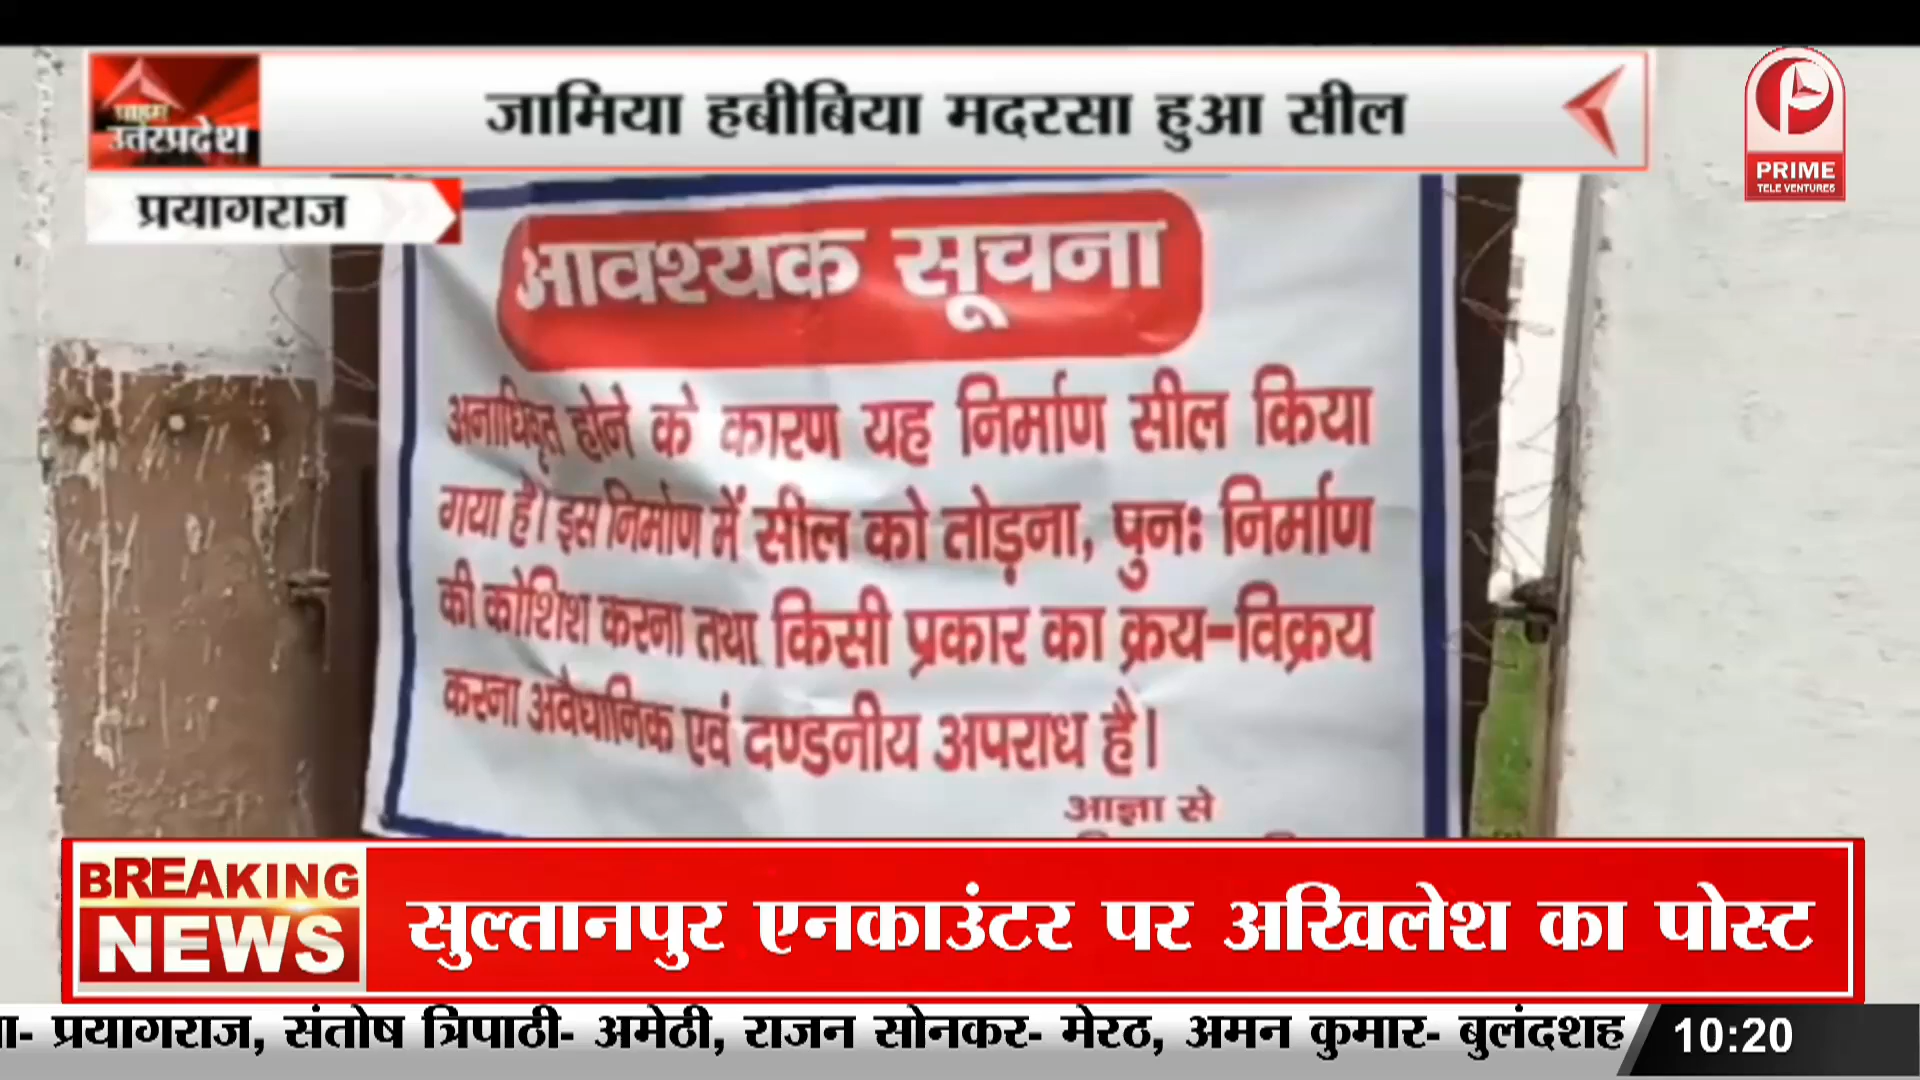 जामिया हबीबिया मदरसा हुआ सील
प्राइम
उत्तरप्रदेश
PRIME
TELE VENTURES
प्रयागराज
आवश्यक सूचना
अनाधिकृत होने के कारण यह निर्माण सील किया
गया है। इस निर्माण में सील को तोड़ना, पुनः निर्माण
की कोशिश करना तथा किसी प्रकार का क्रय-विक्रय
करना अवैधानिक एवं दण्डनीय अपराध है।
आज्ञा से
BREAKING
NEWS
सुल्तानपुर एनकाउंटर पर अखिलेश का पोस्ट
- प्रयागराज, संतोष त्रिपाठी- अमेठी, राजन सोनकर- मेरठ, अमन कुमार- बुलंदशह
10:20